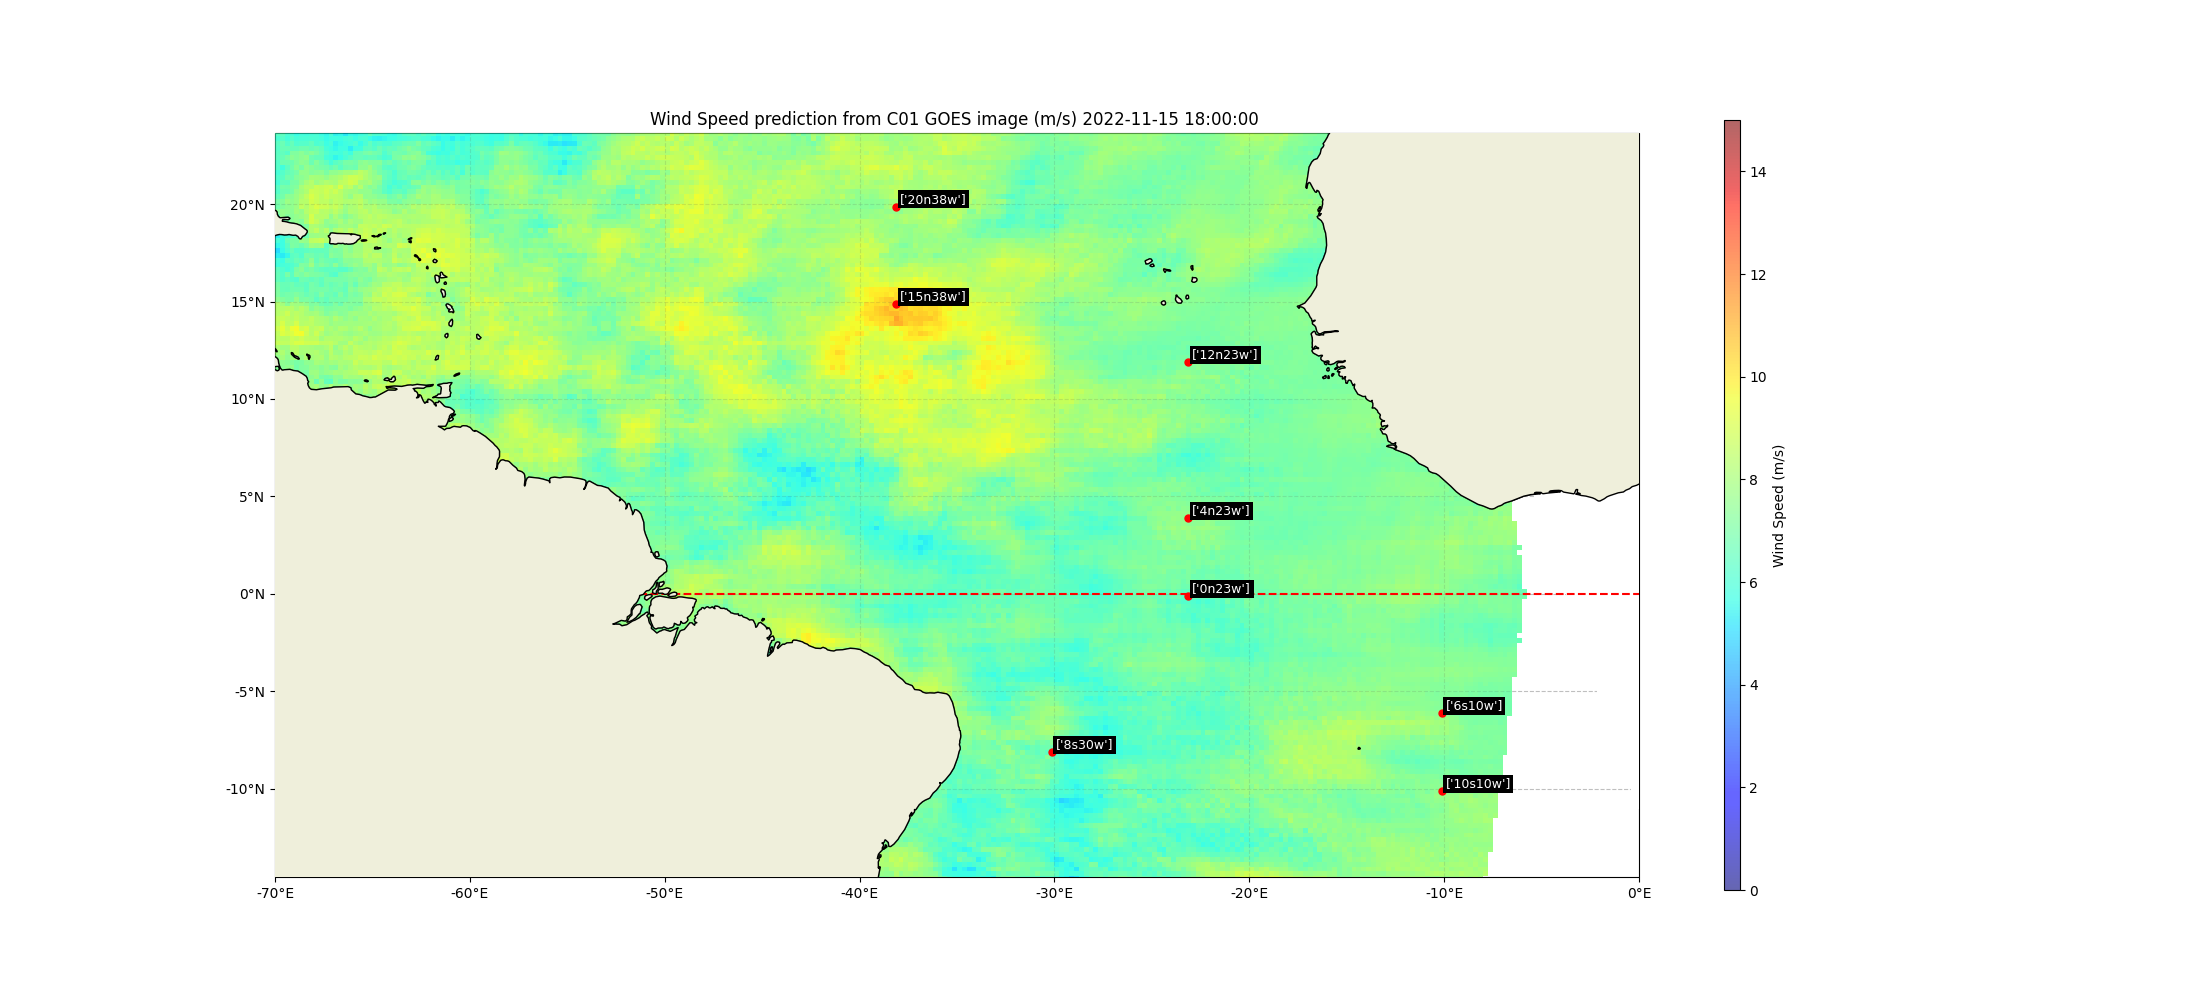 Wind Speed prediction from C01 GOES image (m/s) 2022-11-15 18:00:00
20°N
15°N
10°N
5°N
0°N
-5°N
-10°N
['20n38w']
['15n38w']
['12n23w']
['4n23w']
['0n23w']
['6s10w']
['8s30w']
['10s10w']
-70°E
-60°E
-50°E
-40°E
-30°E
-20°E
-10°E
0°E
14
12
10
8
6
4
2
0
Wind Speed (m/s)